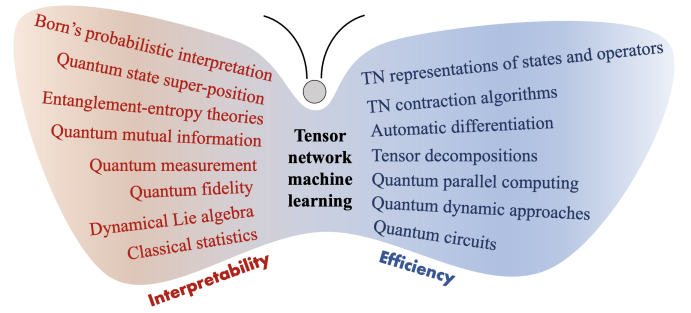 Born's probabilistic interpretation
Quantum state super-position
Entanglement-entropy theories
Quantum mutual information
Quantum measurement
Quantum fidelity
Dynamical Lie algebra
Classical statistics
Interpretability
Tensor
network
machine
learning
TN representations of states and operators
TN contraction algorithms
Automatic differentiation
Tensor decompositions
Quantum parallel computing
Quantum dynamic approaches
Quantum circuits
Efficiency